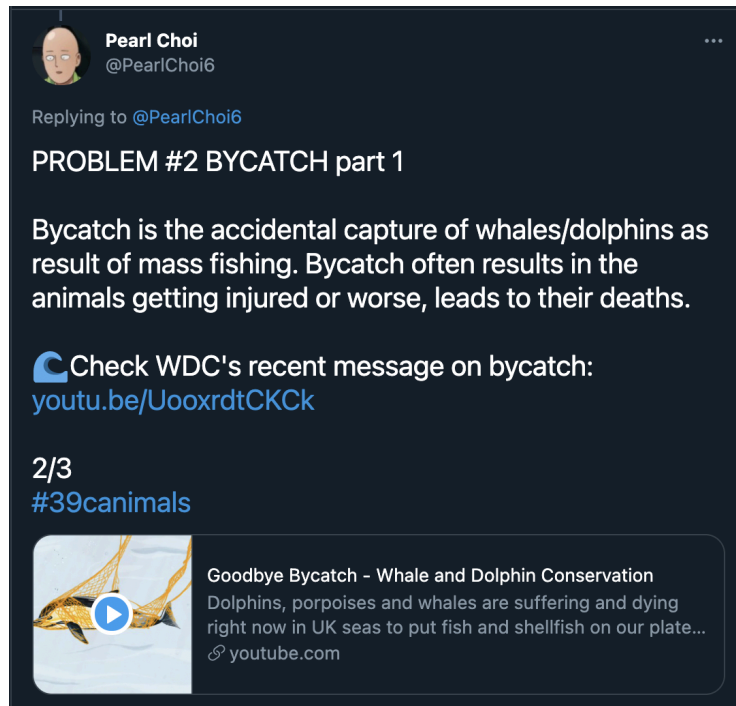 Pearl Choi
@PearlChoi6
Replying to @PearlChoi6
PROBLEM #2 BYCATCH part 1
Bycatch is the accidental capture of whales/dolphins as
result of mass fishing. Bycatch often results in the
animals getting injured or worse, leads to their deaths.
🌊Check WDC's recent message on bycatch:
youtu.be/UooxrdtCKCk
2/3
#39canimals
Goodbye Bycatch - Whale and Dolphin Conservation
Dolphins, porpoises and whales are suffering and dying
right now in UK seas to put fish and shellfish on our plate...
youtube.com